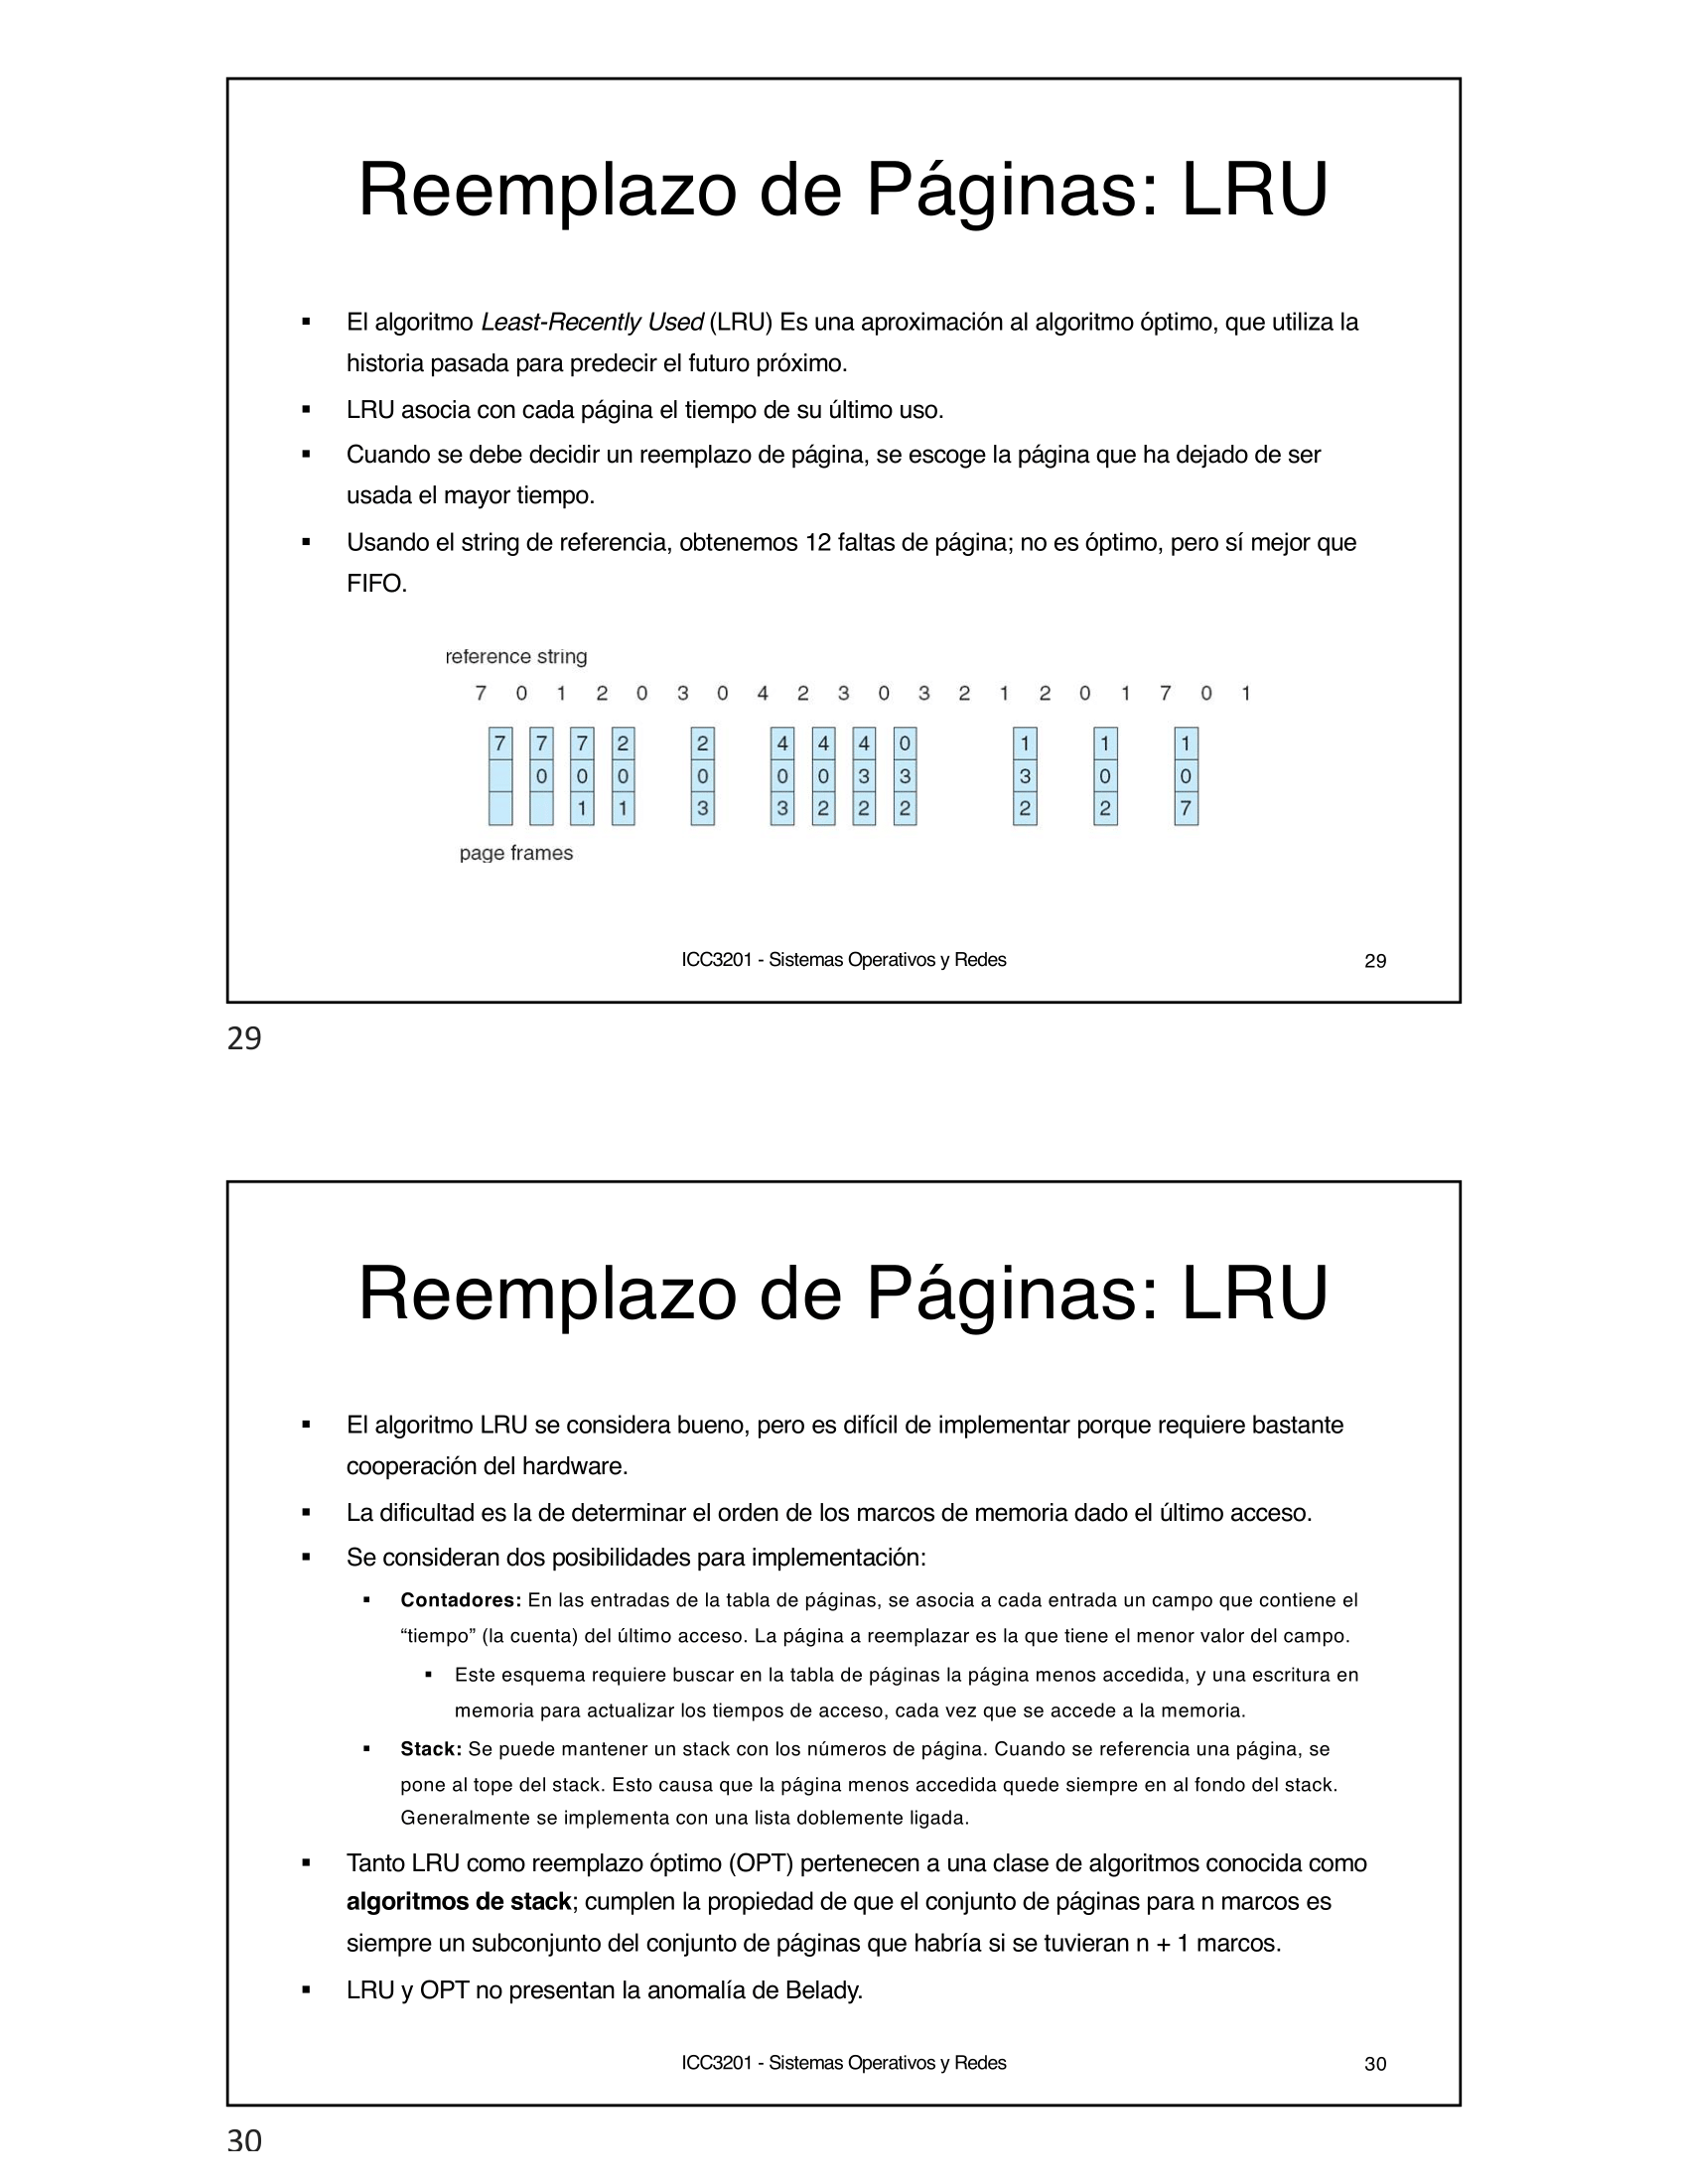 Reemplazo de Páginas: LRU
▪ El algoritmo Least-Recently Used (LRU) Es una aproximación al algoritmo óptimo, que utiliza la
historia pasada para predecir el futuro próximo.
▪ LRU asocia con cada página el tiempo de su último uso.
▪ Cuando se debe decidir un reemplazo de página, se escoge la página que ha dejado de ser
usada el mayor tiempo.
▪ Usando el string de referencia, obtenemos 12 faltas de página; no es óptimo, pero sí mejor que
FIFO.
reference string
7 0 1 2 0 3 0 4 2 3 0 3 2 1 2 0 1 7 0 1
7 7 7 2 2 4 4 4 0 1 1 1
0 0 0 0 0 0 3 3 3 0 0
1 1 3 3 2 2 2 2 2 7
page frames
ICC3201 - Sistemas Operativos y Redes 29
29
Reemplazo de Páginas: LRU
▪ El algoritmo LRU se considera bueno, pero es difícil de implementar porque requiere bastante
cooperación del hardware.
▪ La dificultad es la de determinar el orden de los marcos de memoria dado el último acceso.
▪ Se consideran dos posibilidades para implementación:
▪ Contadores: En las entradas de la tabla de páginas, se asocia a cada entrada un campo que contiene el
“tiempo” (la cuenta) del último acceso. La página a reemplazar es la que tiene el menor valor del campo.
▪ Este esquema requiere buscar en la tabla de páginas la página menos accedida, y una escritura en
memoria para actualizar los tiempos de acceso, cada vez que se accede a la memoria.
▪ Stack: Se puede mantener un stack con los números de página. Cuando se referencia una página, se
pone al tope del stack. Esto causa que la página menos accedida quede siempre en al fondo del stack.
Generalmente se implementa con una lista doblemente ligada.
▪ Tanto LRU como reemplazo óptimo (OPT) pertenecen a una clase de algoritmos conocida como
algoritmos de stack; cumplen la propiedad de que el conjunto de páginas para n marcos es
siempre un subconjunto del conjunto de páginas que habría si se tuvieran n + 1 marcos.
▪ LRU y OPT no presentan la anomalía de Belady.
ICC3201 - Sistemas Operativos y Redes 30
30